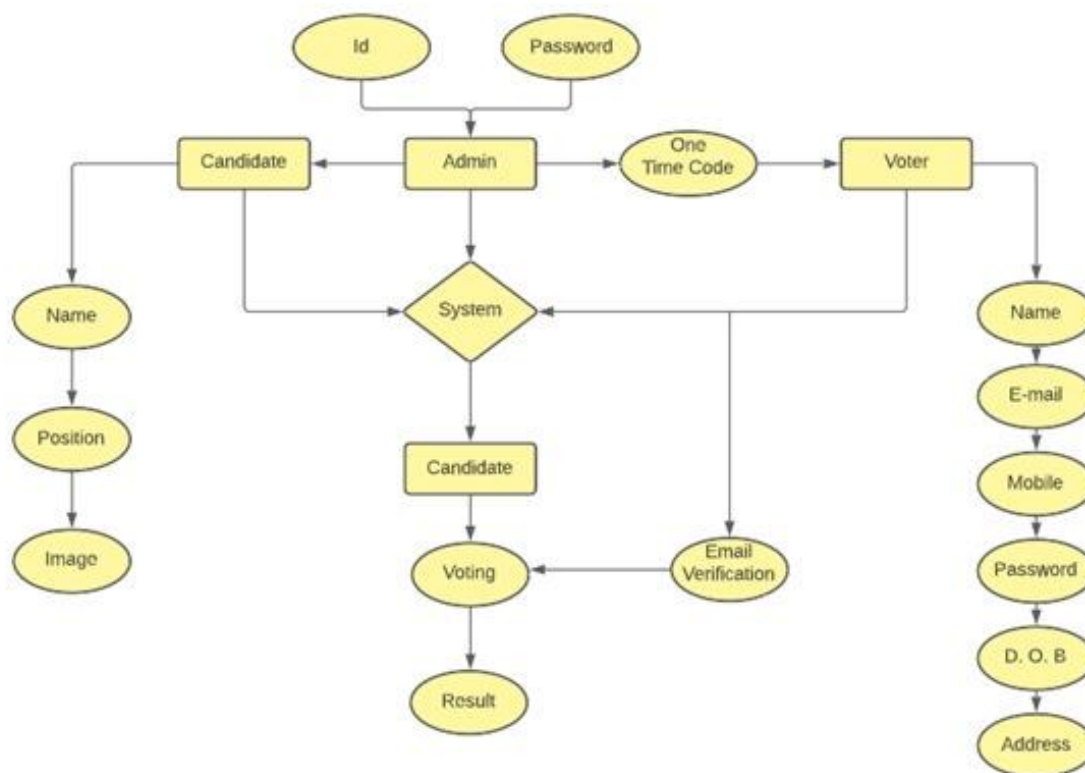 Id
Password
Candidate
Admin
One
Time Code
Voter
System
Name
Name
E-mail
Position
Candidate
Mobile
Image
Voting
Email
Verification
Password
D. O. B
Result
Address